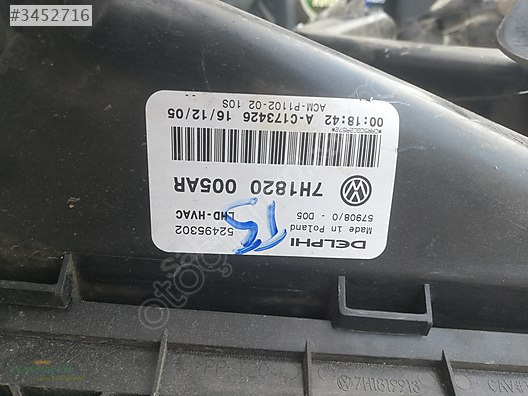 #3452716
DELPHI
Made in Poland
57908/0 - D05
52495302
LHD-HVAC
15
7H1820 005AR
00:18:42 A-C173426 16/12/05
ACM-P1102-02 10S
7H1819918